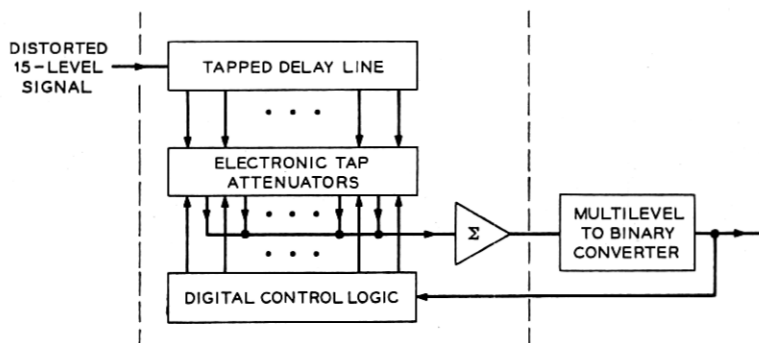 DISTORTED
15-LEVEL
SIGNAL
TAPPED DELAY LINE
ELECTRONIC TAP
ATTENUATORS
Σ
MULTILEVEL
TO BINARY
CONVERTER
DIGITAL CONTROL LOGIC